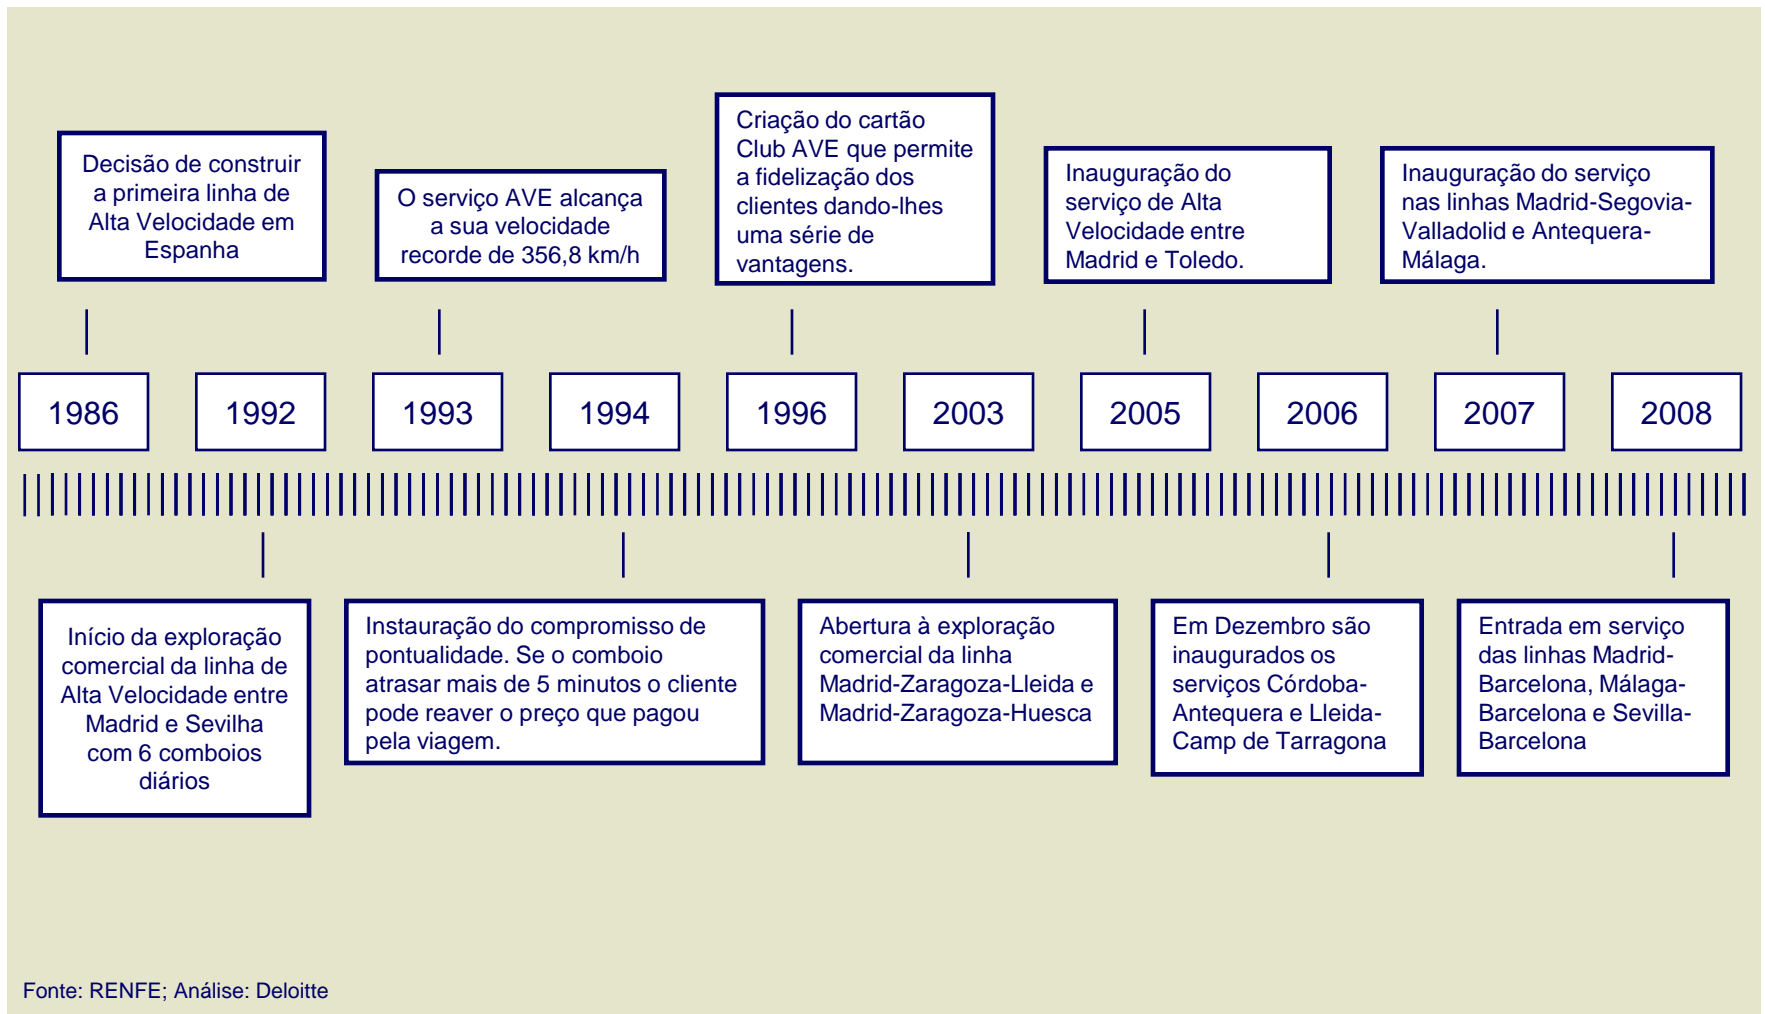 Decisão de construir
a primeira linha de
Alta Velocidade em
Espanha
O serviço AVE alcança
a sua velocidade
recorde de 356,8 km/h
Criação do cartão
Club AVE que permite
a fidelização dos
clientes dando-lhes
uma série de
vantagens.
Inauguração do
serviço de Alta
Velocidade entre
Madrid e Toledo.
Inauguração do serviço
nas linhas Madrid-Segovia-
Valladolid e Antequera-
Málaga.
1986
1992
1993
1994
1996
2003
2005
2006
2007
2008
Início da exploração
comercial da linha de
Alta Velocidade entre
Madrid e Sevilha
com 6 comboios
diários
Instauração do compromisso de
pontualidade. Se o comboio
atrasar mais de 5 minutos o cliente
pode reaver o preço que pagou
pela viagem.
Abertura à exploração
comercial da linha
Madrid-Zaragoza-Lleida e
Madrid-Zaragoza-Huesca
Em Dezembro são
inaugurados os
serviços Córdoba-
Antequera e Lleida-
Camp de Tarragona
Entrada em serviço
das linhas Madrid-
Barcelona, Málaga-
Barcelona e Sevilla-
Barcelona
Fonte: RENFE; Análise: Deloitte